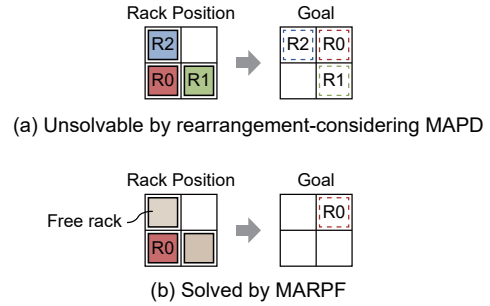 Rack Position Goal
R2 R2 R0
R0 R1 R1
(a) Unsolvable by rearrangement-considering MAPD
Rack Position Goal
Free rack R0
R0
(b) Solved by MARPF